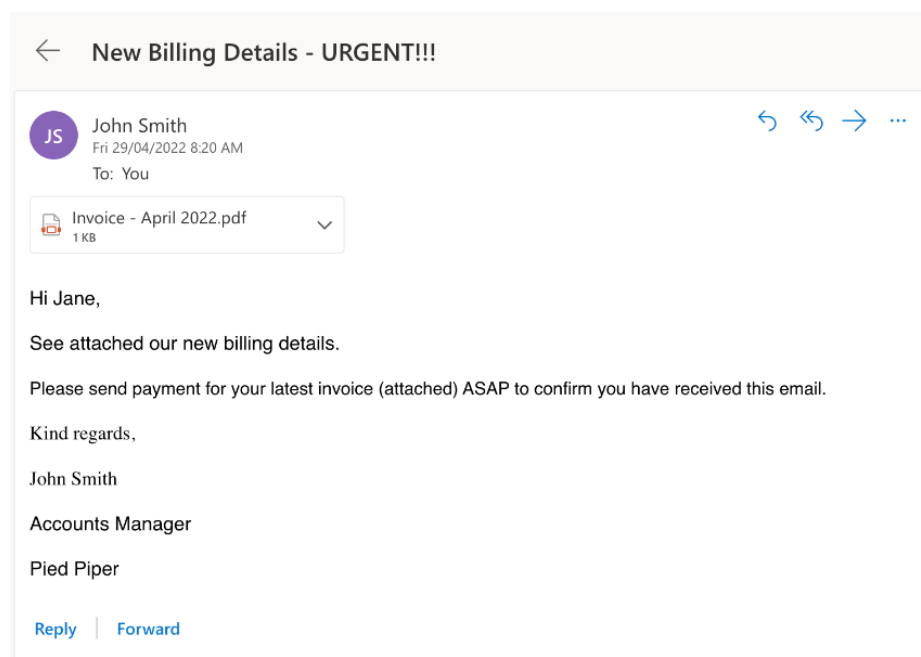 New Billing Details - URGENT!!!
JS
John Smith
Fri 29/04/2022 8:20 AM
To: You
Invoice - April 2022.pdf
1 KB
Hi Jane,
See attached our new billing details.
Please send payment for your latest invoice (attached) ASAP to confirm you have received this email.
Kind regards,
John Smith
Accounts Manager
Pied Piper
Reply | Forward